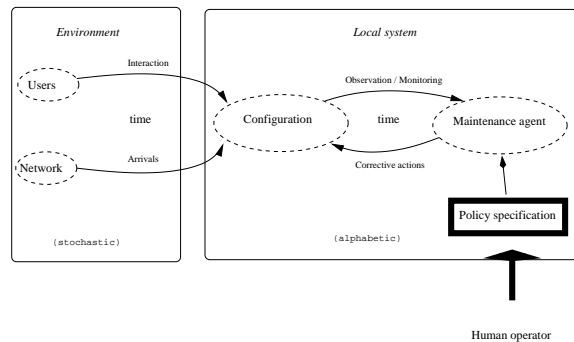 Environment
Local system
Interaction
Users
Observation / Monitoring
time
Configuration
time
Maintenance agent
Arrivals
Corrective actions
Network
Policy specification
(stochastic)
(alphabetic)
Human operator